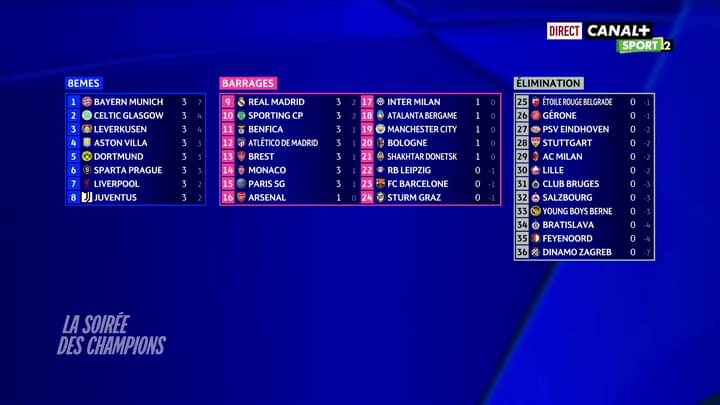 DIRECT CANAL+
SPORT 2
8EMES
1 BAYERN MUNICH 3 7
2 CELTIC GLASGOW 3 4
3 LEVERKUSEN 3 4
4 ASTON VILLA 3 3
5 DORTMUND 3 3
6 SPARTA PRAGUE 3 3
7 LIVERPOOL 3 2
8 JUVENTUS 3 2
BARRAGES
9 REAL MADRID 3 2
10 SPORTING CP 3 2
11 BENFICA 3 1
12 ATLÉTICO DE MADRID 3 1
13 BREST 3 1
14 MONACO 3 1
15 PARIS SG 3 1
16 ARSENAL 1 0
17 INTER MILAN 1 0
18 ATALANTA BERGAME 1 0
19 MANCHESTER CITY 1 0
20 BOLOGNE 1 0
21 SHAKHTAR DONETSK 1 0
22 RB LEIPZIG 0 -1
23 FC BARCELONE 0 -1
24 STURM GRAZ 0 -1
ÉLIMINATION
25 ÉTOILE ROUGE BELGRADE 0 -1
26 GÉRONE 0 -1
27 PSV EINDHOVEN 0 -2
28 STUTTGART 0 -2
29 AC MILAN 0 -2
30 LILLE 0 -2
31 CLUB BRUGES 0 -3
32 SALZBOURG 0 -3
33 YOUNG BOYS BERNE 0 -3
34 BRATISLAVA 0 -4
35 FEYENOORD 0 -4
36 DINAMO ZAGREB 0 -7
LA SOIRÉE
DES CHAMPIONS